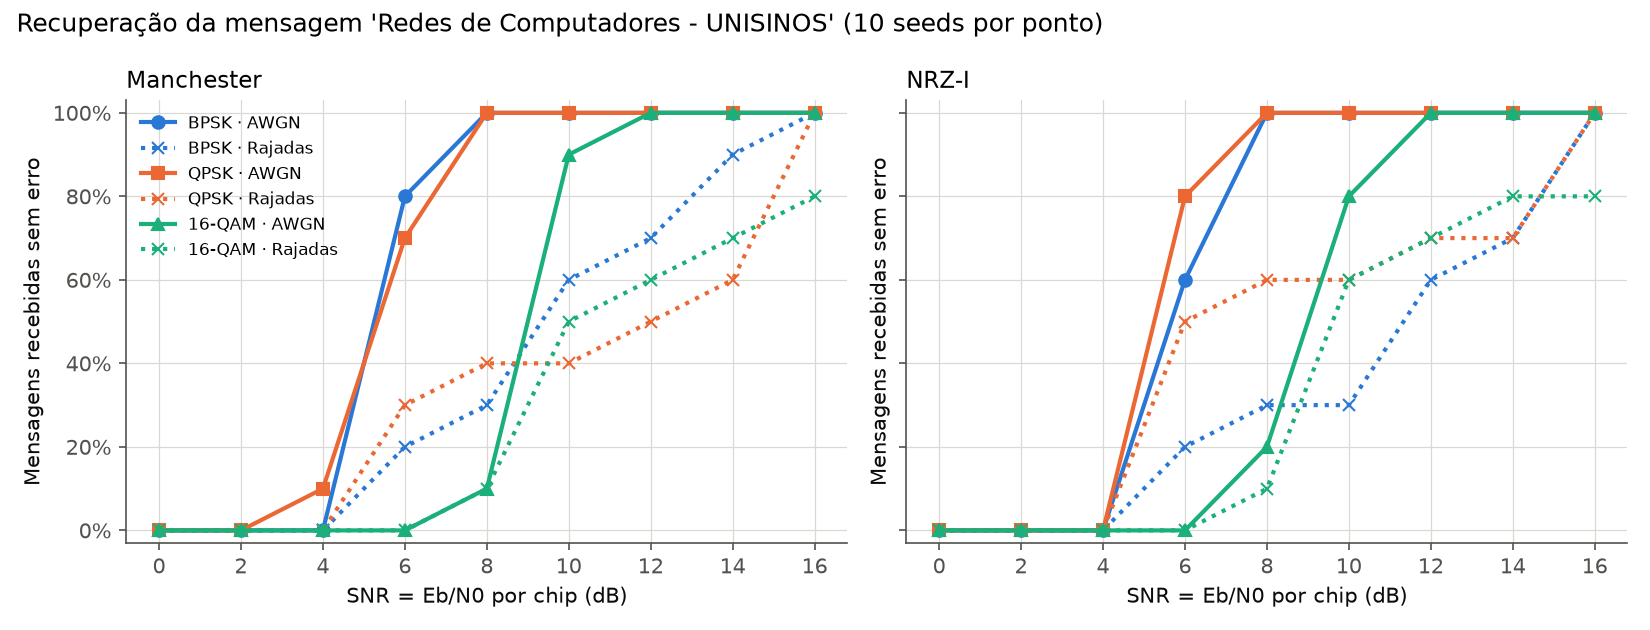 Recuperação da mensagem 'Redes de Computadores - UNISINOS' (10 seeds por ponto)
Manchester
Mensagens recebidas sem erro
100%
80%
60%
40%
20%
0%
BPSK · AWGN
BPSK · Rajadas
QPSK · AWGN
QPSK · Rajadas
16-QAM · AWGN
16-QAM · Rajadas
0 2 4 6 8 10 12 14 16
SNR = Eb/N0 por chip (dB)
NRZ-I
Mensagens recebidas sem erro
0 2 4 6 8 10 12 14 16
SNR = Eb/N0 por chip (dB)